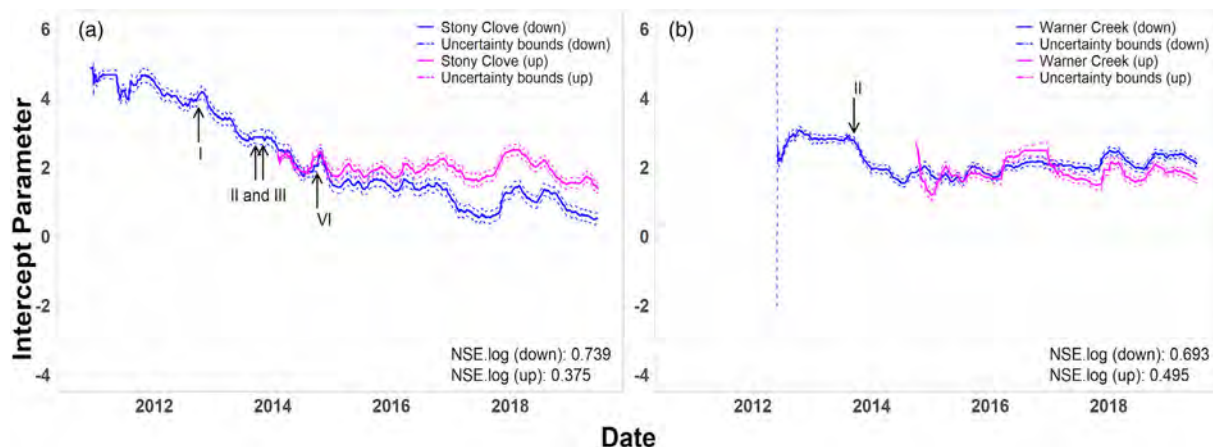 (a)
Stony Clove (down)
Uncertainty bounds (down)
Stony Clove (up)
Uncertainty bounds (up)
6
4
2
0
-2
-4
I
II and III
VI
NSE.log (down): 0.739
NSE.log (up): 0.375
2012
2014
2016
2018
(b)
Warner Creek (down)
Uncertainty bounds (down)
Warner Creek (up)
Uncertainty bounds (up)
6
4
2
0
-2
-4
II
NSE.log (down): 0.693
NSE.log (up): 0.495
2012
2014
2016
2018
Intercept Parameter
Date